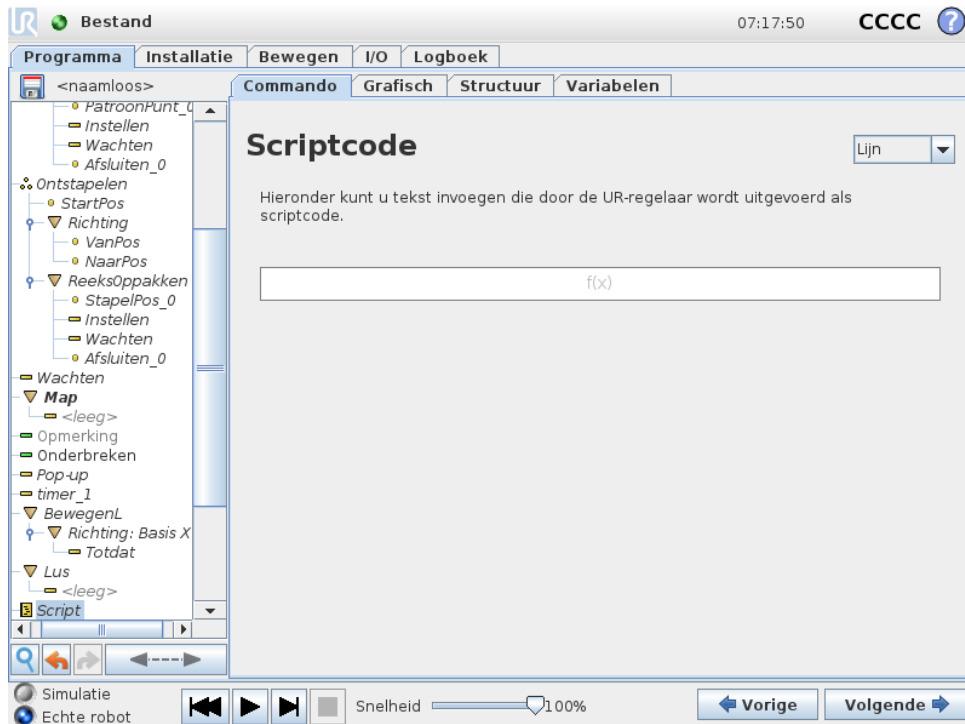 UR Bestand 07:17:50 CCCC ?
Programma Installatie Bewegen I/O Logboek
<naamloos> Commando Grafisch Structuur Variabelen
PatroonPunt_0
Instellen
Wachten
Afsluiten_0
Ontstapelen
StartPos
Richting
VanPos
NaarPos
ReeksOppakken
StapelPos_0
Instellen
Wachten
Afsluiten_0
Wachten
Map
<leeg>
Opmerking
Onderbreken
Pop-up
timer_1
BewegenL
Richting: Basis X
Totdat
Lus
<leeg>
Script
Scriptcode
Lijn
Hieronder kunt u tekst invoegen die door de UR-regelaar wordt uitgevoerd als
scriptcode.
f(x)
Simulatie
Echte robot
Snelheid 100%
Vorige Volgende